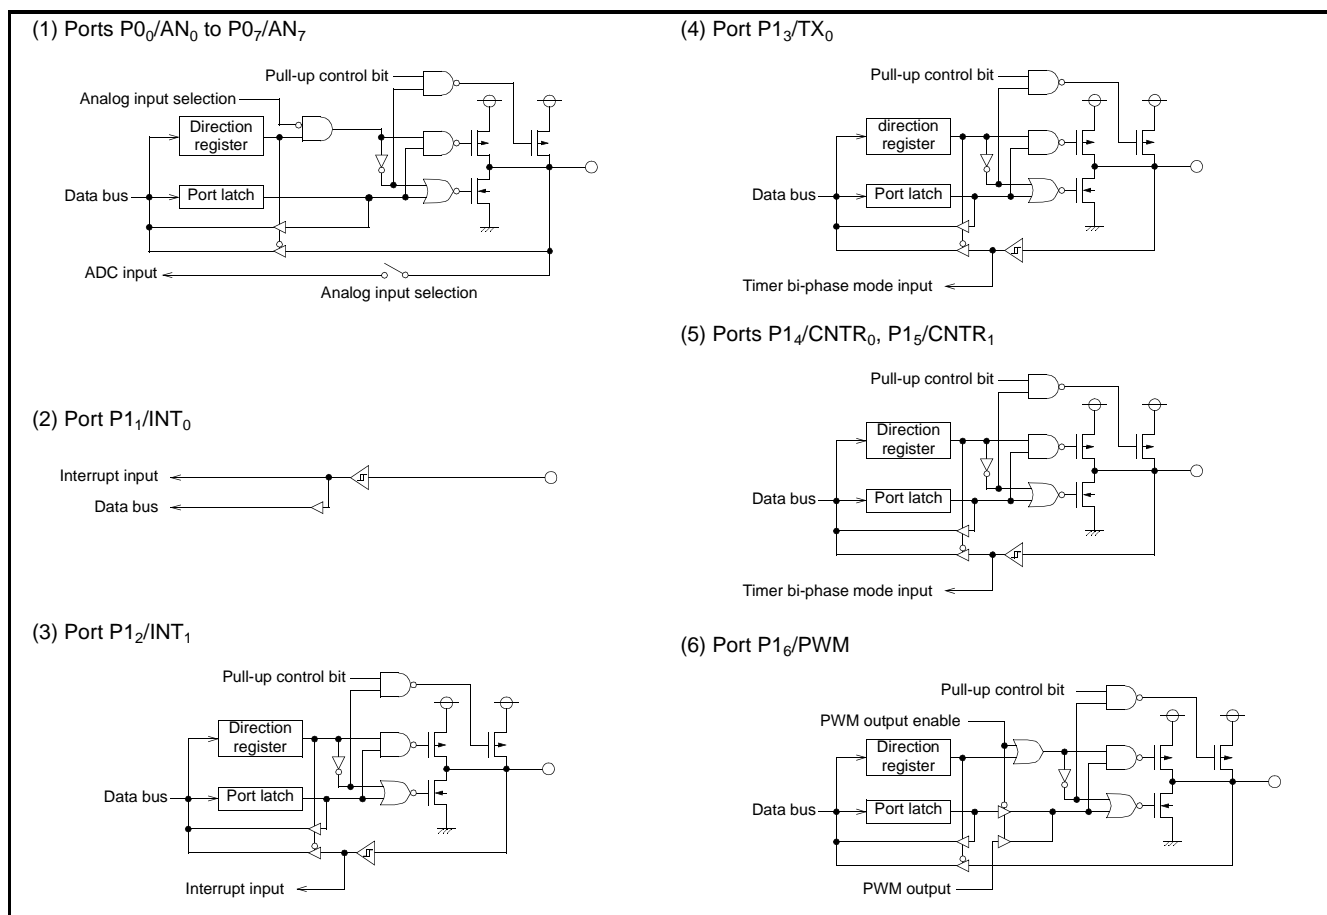 (1) Ports P0₀/AN₀ to P0₇/AN₇
Pull-up control bit
Analog input selection
Direction
register
Data bus
Port latch
ADC input
Analog input selection
(2) Port P1₁/INT₀
Interrupt input
Data bus
(3) Port P1₂/INT₁
Pull-up control bit
Direction
register
Data bus
Port latch
Interrupt input
(4) Port P1₃/TX₀
Pull-up control bit
direction
register
Data bus
Port latch
Timer bi-phase mode input
(5) Ports P1₄/CNTR₀, P1₅/CNTR₁
Pull-up control bit
Direction
register
Data bus
Port latch
Timer bi-phase mode input
(6) Port P1₆/PWM
Pull-up control bit
PWM output enable
Direction
register
Data bus
Port latch
PWM output